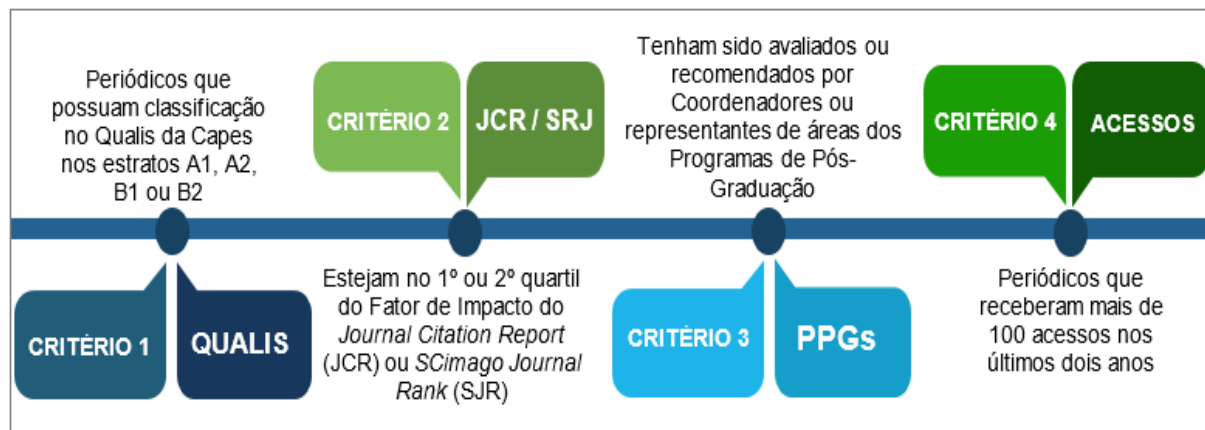 Periódicos que
possuam classificação
no Qualis da Capes
nos estratos A1, A2,
B1 ou B2
CRITÉRIO 1
QUALIS
CRITÉRIO 2
JCR / SRJ
Estejam no 1º ou 2º quartil
do Fator de Impacto do
Journal Citation Report
(JCR) ou SCimago Journal
Rank (SJR)
Tenham sido avaliados ou
recomendados por
Coordenadores ou
representantes de áreas dos
Programas de Pós-
Graduação
CRITÉRIO 3
PPGs
CRITÉRIO 4
ACESSOS
Periódicos que
receberam mais de
100 acessos nos
últimos dois anos